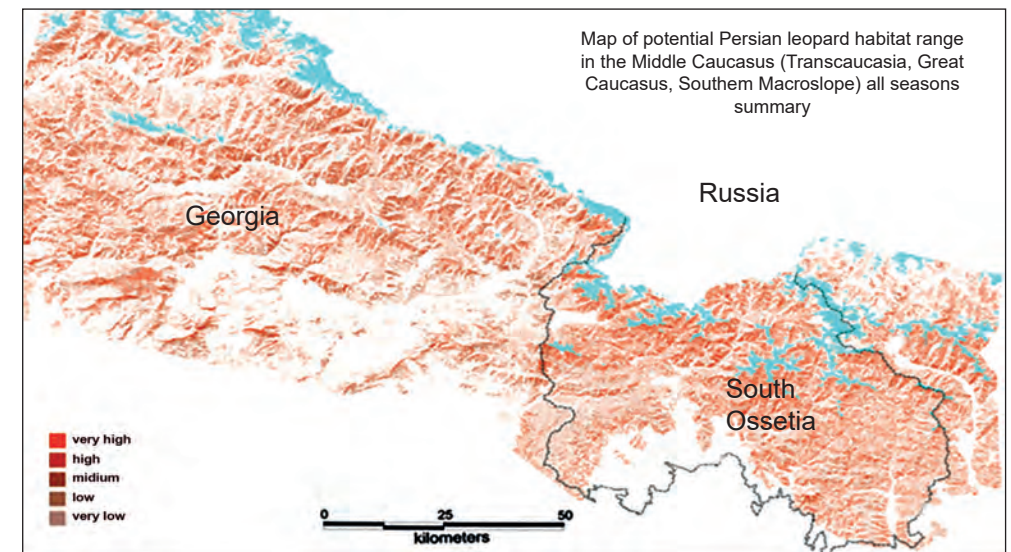 Map of potential Persian leopard habitat range
in the Middle Caucasus (Transcaucasia, Great
Caucasus, Southem Macroslope) all seasons
summary
Russia
Georgia
South
Ossetia
very high
high
midium
low
very low
0 25 50
kilometers